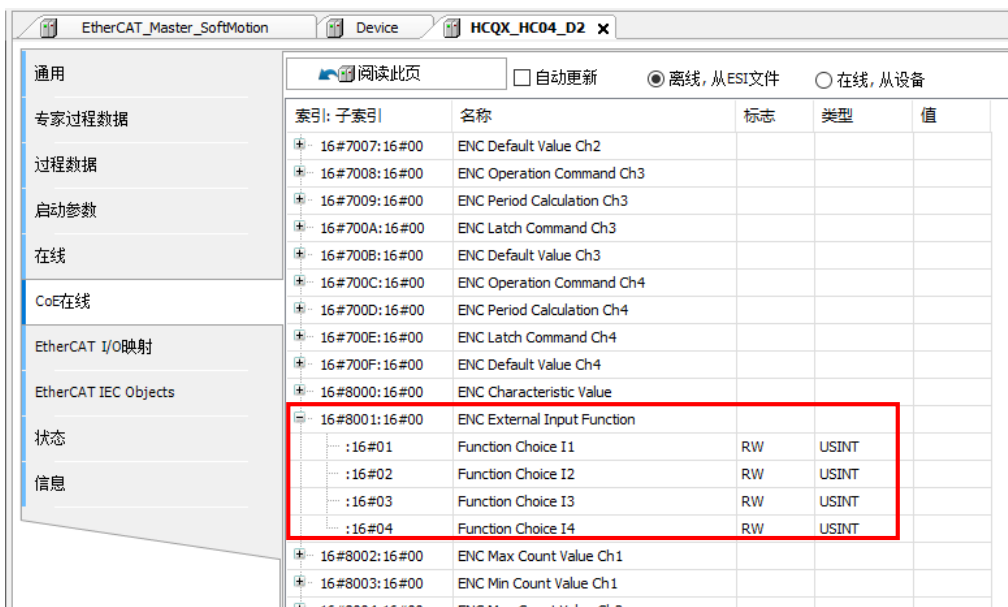 EtherCAT_Master_SoftMotion Device HCQX_HC04_D2
通用
专家过程数据
过程数据
启动参数
在线
CoE在线
EtherCAT I/O映射
EtherCAT IEC Objects
状态
信息
阅读此页 自动更新 离线, 从ESI文件 在线, 从设备
索引: 子索引 名称 标志 类型 值
16#7007:16#00 ENC Default Value Ch2
16#7008:16#00 ENC Operation Command Ch3
16#7009:16#00 ENC Period Calculation Ch3
16#700A:16#00 ENC Latch Command Ch3
16#700B:16#00 ENC Default Value Ch3
16#700C:16#00 ENC Operation Command Ch4
16#700D:16#00 ENC Period Calculation Ch4
16#700E:16#00 ENC Latch Command Ch4
16#700F:16#00 ENC Default Value Ch4
16#8000:16#00 ENC Characteristic Value
16#8001:16#00 ENC External Input Function
:16#01 Function Choice I1 RW USINT
:16#02 Function Choice I2 RW USINT
:16#03 Function Choice I3 RW USINT
:16#04 Function Choice I4 RW USINT
16#8002:16#00 ENC Max Count Value Ch1
16#8003:16#00 ENC Min Count Value Ch1